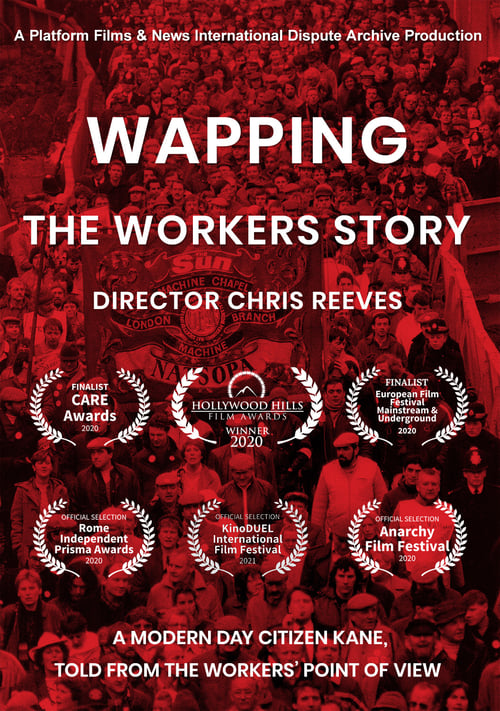 A Platform Films & News International Dispute Archive Production
WAPPING
THE WORKERS STORY
The Sun
MACHINE CHAPEL
DIRECTOR CHRIS REEVES
LONDON BRANCH
MACHINE
NATSOPA
FINALIST
CARE
Awards
2020
HOLLYWOOD HILLS
FILM AWARDS
WINNER
2020
FINALIST
European Film
Festival
Mainstream &
Underground
2020
OFFICIAL SELECTION
Rome
Independent
Prisma Awards
2020
OFFICIAL SELECTION
KinoDUEL
International
Film Festival
2021
OFFICIAL SELECTION
Anarchy
Film Festival
2020
A MODERN DAY CITIZEN KANE,
TOLD FROM THE WORKERS' POINT OF VIEW